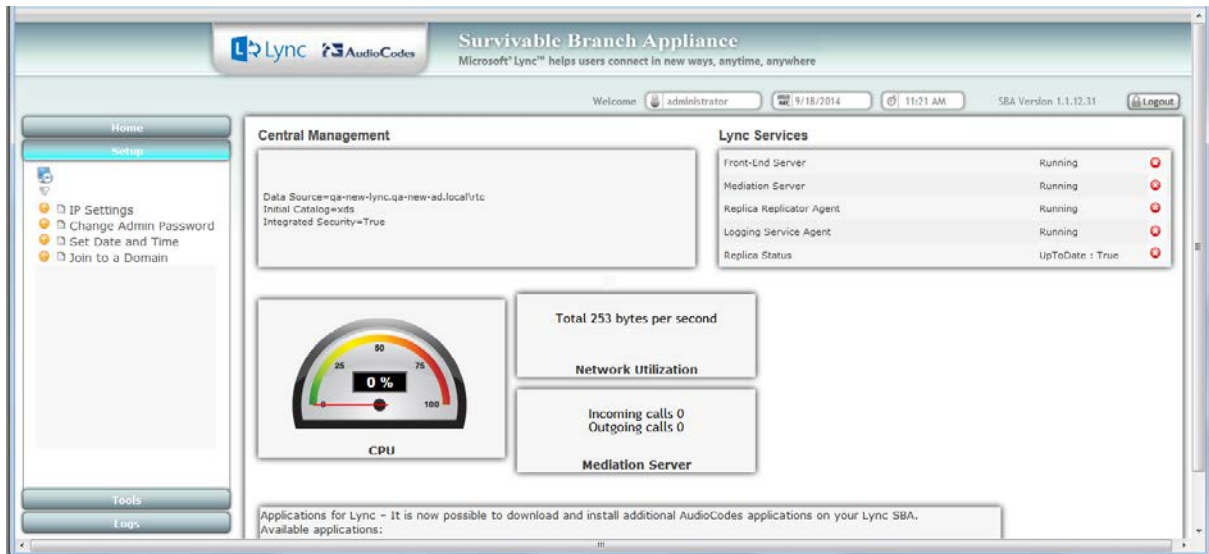 Lync AudioCodes
Survivable Branch Appliance
Microsoft® Lync™ helps users connect in new ways, anytime, anywhere
Welcome administrator 9/18/2014 11:21 AM SBA Version 1.1.12.31 Logout
Home
Setup
IP Settings
Change Admin Password
Set Date and Time
Join to a Domain
Tools
Logs
Central Management
Data Source=qa-new-lync.qa-new-ad.local\rtc
Initial Catalog=xds
Integrated Security=True
Lync Services
Front-End Server Running
Mediation Server Running
Replica Replicator Agent Running
Logging Service Agent Running
Replica Status UpToDate : True
0 25 50 75 100
0 %
CPU
Total 253 bytes per second
Network Utilization
Incoming calls 0
Outgoing calls 0
Mediation Server
Applications for Lync – It is now possible to download and install additional AudioCodes applications on your Lync SBA.
Available applications: